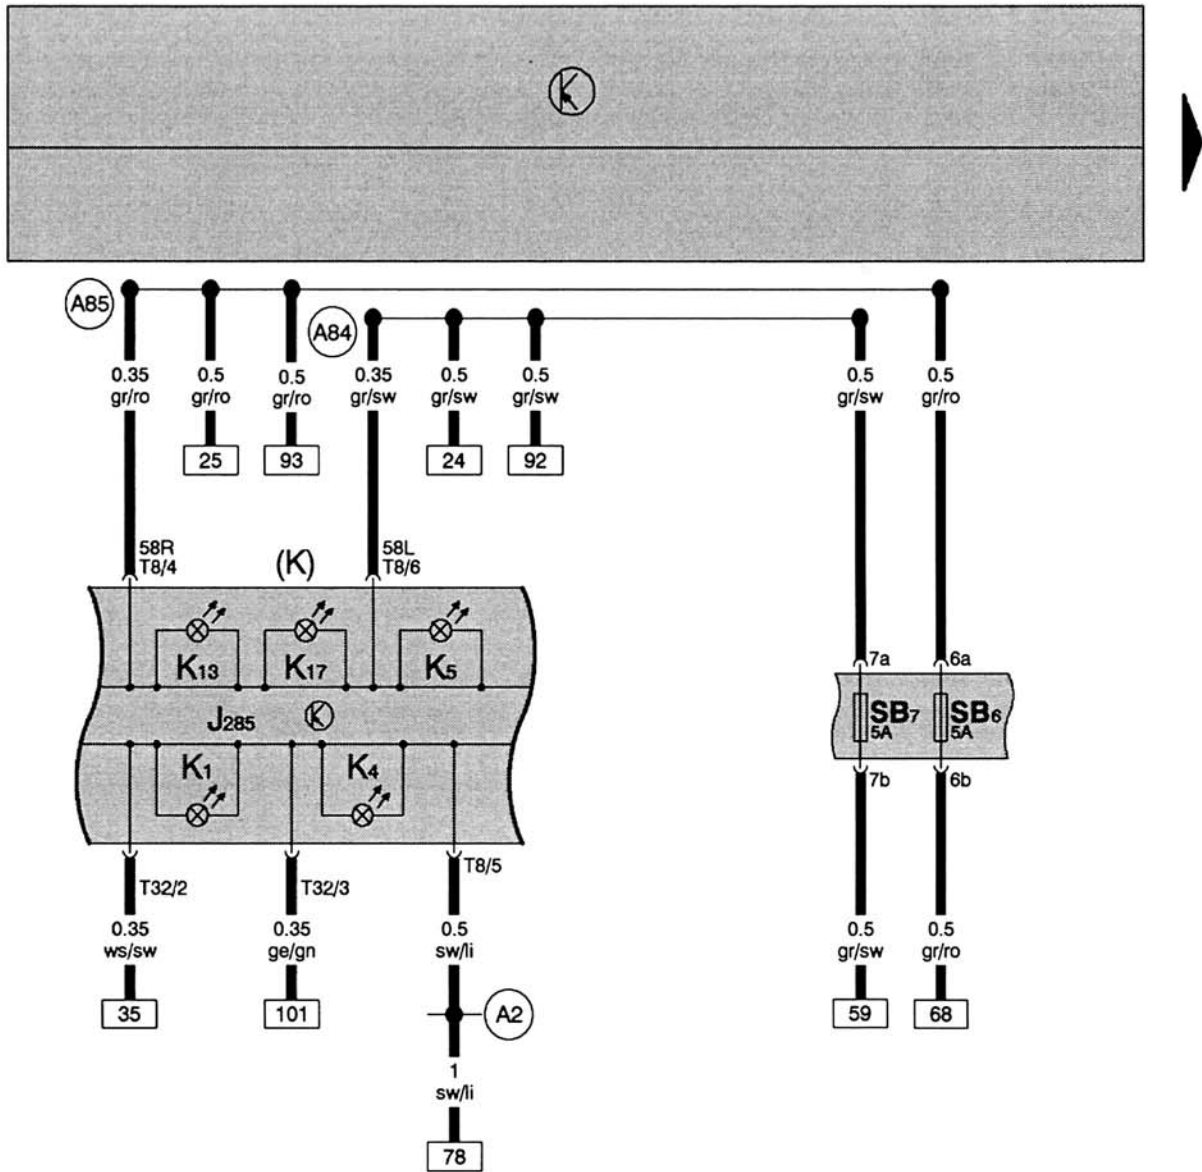 A85
A84
0.35 0.5 0.5 0.35 0.5 0.5 0.5 0.5
gr/ro gr/ro gr/ro gr/sw gr/sw gr/sw gr/sw gr/ro
25 93 24 92
58R (K) 58L
T8/4 T8/6
7a 6a
K13 K17 K5
SB7 SB6
5A 5A
J285 K
K1 K4
7b 6b
T32/2 T32/3 T8/5
0.35 0.35 0.5 0.5 0.5
ws/sw ge/gn sw/li gr/sw gr/ro
35 101 A2 59 68
1
sw/li
78